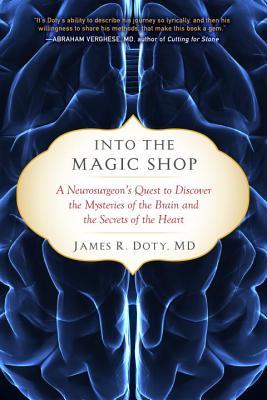 "It's Doty's ability to describe his journey so lyrically, and then his
willingness to share his methods, that make this book a gem."
—ABRAHAM VERGHESE, MD, author of Cutting for Stone
INTO THE
MAGIC SHOP
A Neurosurgeon's Quest to Discover
the Mysteries of the Brain and
the Secrets of the Heart
JAMES R. DOTY, MD